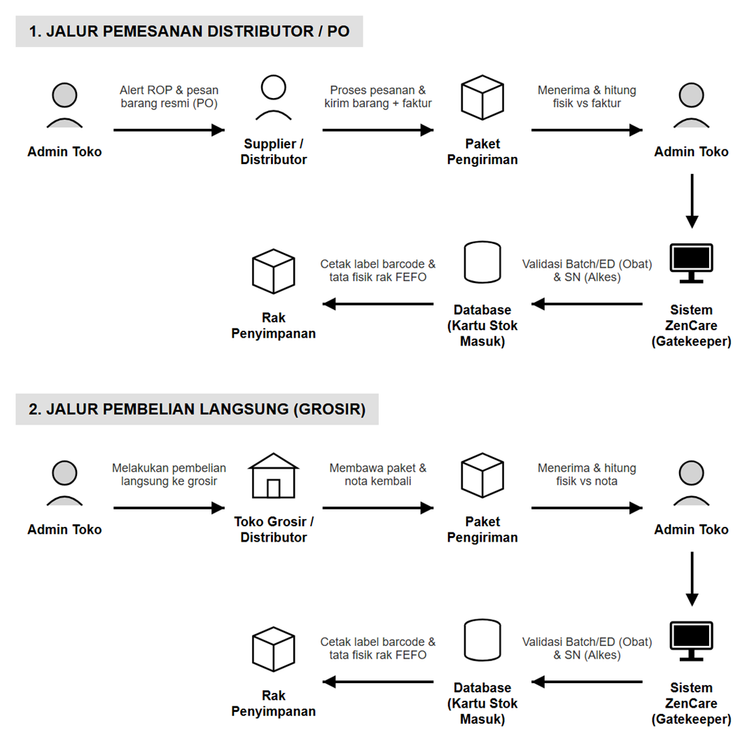 1. JALUR PEMESANAN DISTRIBUTOR / PO
Alert ROP & pesan
barang resmi (PO)
Proses pesanan &
kirim barang + faktur
Menerima & hitung
fisik vs faktur
Admin Toko
Supplier /
Distributor
Paket
Pengiriman
Admin Toko
Cetak label barcode &
tata fisik rak FEFO
Validasi Batch/ED (Obat)
& SN (Alkes)
Rak
Penyimpanan
Database
(Kartu Stok
Masuk)
Sistem
ZenCare
(Gatekeeper)
2. JALUR PEMBELIAN LANGSUNG (GROSIR)
Melakukan pembelian
langsung ke grosir
Membawa paket &
nota kembali
Menerima & hitung
fisik vs nota
Admin Toko
Toko Grosir /
Distributor
Paket
Pengiriman
Admin Toko
Cetak label barcode &
tata fisik rak FEFO
Validasi Batch/ED (Obat)
& SN (Alkes)
Rak
Penyimpanan
Database
(Kartu Stok
Masuk)
Sistem
ZenCare
(Gatekeeper)